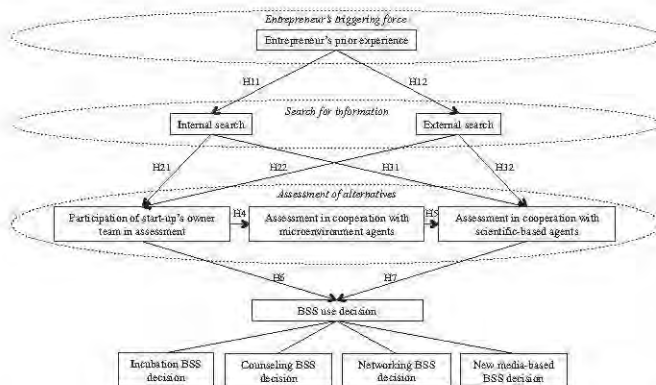 Entrepreneur's triggering force
Entrepreneur's prior experience
H11
H12
Search for information
Internal search
External search
H21
H22
H31
H32
Assessment of alternatives
Participation of start-up's owner
team in assessment
H4
Assessment in cooperation with
microenvironment agents
H5
Assessment in cooperation with
scientific-based agents
H6
H7
BSS use decision
Incubation BSS
decision
Counseling BSS
decision
Networking BSS
decision
New media-based
BSS decision